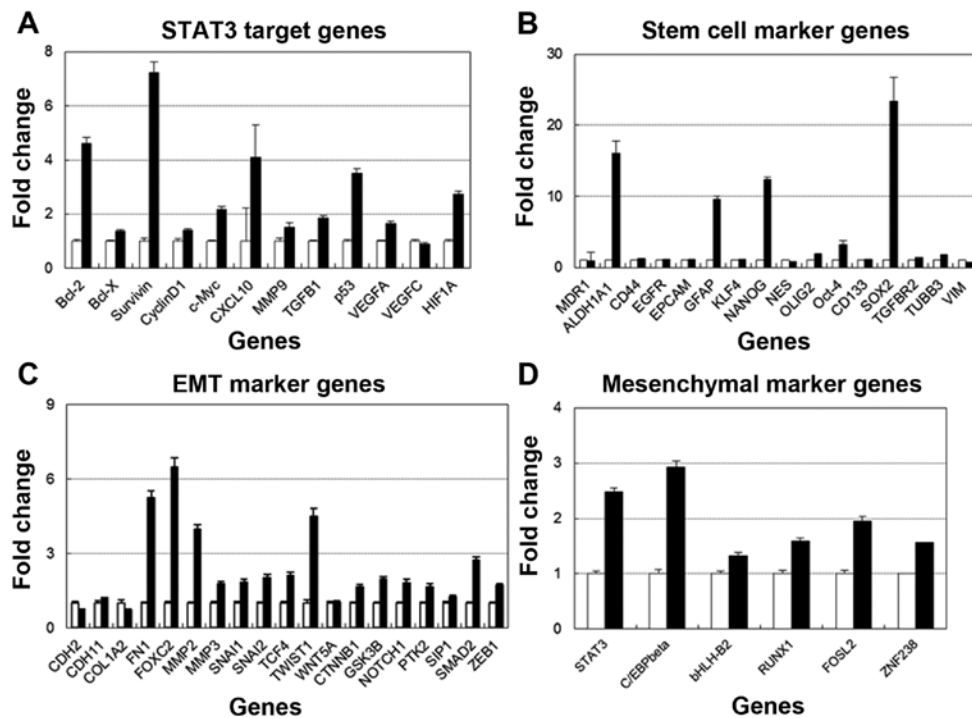 A
STAT3 target genes
Fold change
8
6
4
2
0
Bcl-2
Bcl-X
Survivin
CyclinD1
c-Myc
CXCL10
MMP9
TGFB1
p53
VEGFA
VEGFC
HIF1A
Genes
B
Stem cell marker genes
Fold change
30
20
10
0
MDR1
ALDH1A1
CD44
EGFR
EPCAM
GFAP
KLF4
NANOG
NES
OLIG2
Oct-4
CD133
SOX2
TGFBR2
TUBB3
VIM
Genes
C
EMT marker genes
Fold change
9
6
3
0
CDH2
CDH11
COL1A2
FN1
FOXC2
MMP2
MMP3
SNAI1
SNAI2
TCF4
TWIST1
WNT5A
CTNNB1
GSK3B
NOTCH1
PTK2
SIP1
SMAD2
ZEB1
Genes
D
Mesenchymal marker genes
Fold change
4
3
2
1
0
STAT3
C/EBPbeta
bHLH-B2
RUNX1
FOSL2
ZNF238
Genes